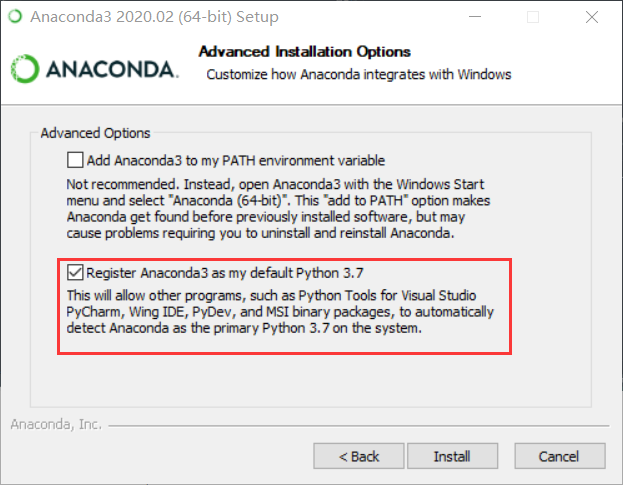 Anaconda3 2020.02 (64-bit) Setup
ANACONDA.
Advanced Installation Options
Customize how Anaconda integrates with Windows
Advanced Options
Add Anaconda3 to my PATH environment variable
Not recommended. Instead, open Anaconda3 with the Windows Start
menu and select "Anaconda (64-bit)". This "add to PATH" option makes
Anaconda get found before previously installed software, but may
cause problems requiring you to uninstall and reinstall Anaconda.
Register Anaconda3 as my default Python 3.7
This will allow other programs, such as Python Tools for Visual Studio
PyCharm, Wing IDE, PyDev, and MSI binary packages, to automatically
detect Anaconda as the primary Python 3.7 on the system.
Anaconda, Inc.
< Back
Install
Cancel